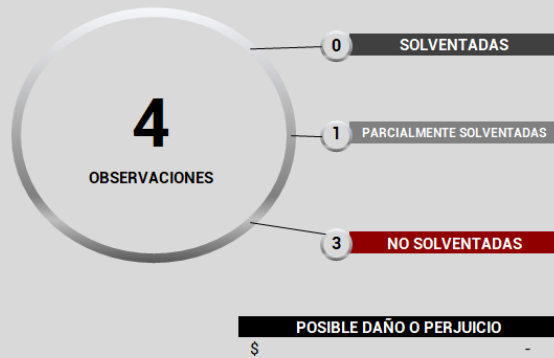 4
OBSERVACIONES
0 SOLVENTADAS
1 PARCIALMENTE SOLVENTADAS
3 NO SOLVENTADAS
POSIBLE DAÑO O PERJUICIO
$ -